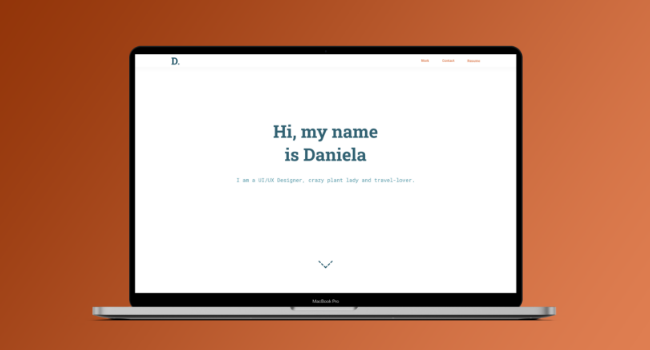 D.
Work Contact Resume
Hi, my name
is Daniela
I am a UI/UX Designer, crazy plant lady and travel-lover.
MacBook Pro